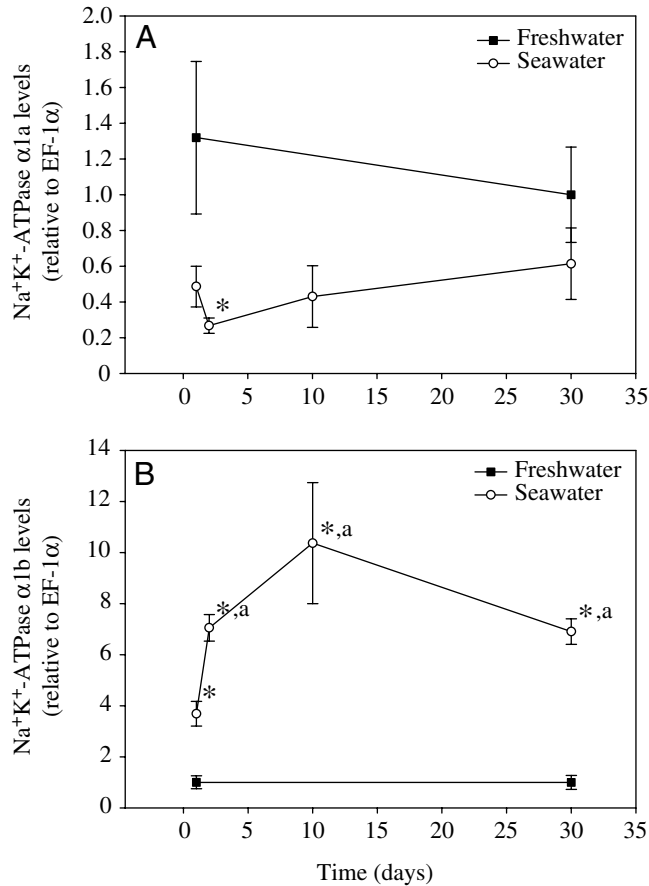 A
Freshwater
Seawater
Na⁺K⁺-ATPase α1a levels
(relative to EF-1α)
2.0
1.8
1.6
1.4
1.2
1.0
0.8
0.6
0.4
0.2
0
*
0 5 10 15 20 25 30 35
B
Freshwater
Seawater
Na⁺K⁺-ATPase α1b levels
(relative to EF-1α)
14
12
10
8
6
4
2
0
*,a
*,a
*,a
*
0 5 10 15 20 25 30 35
Time (days)